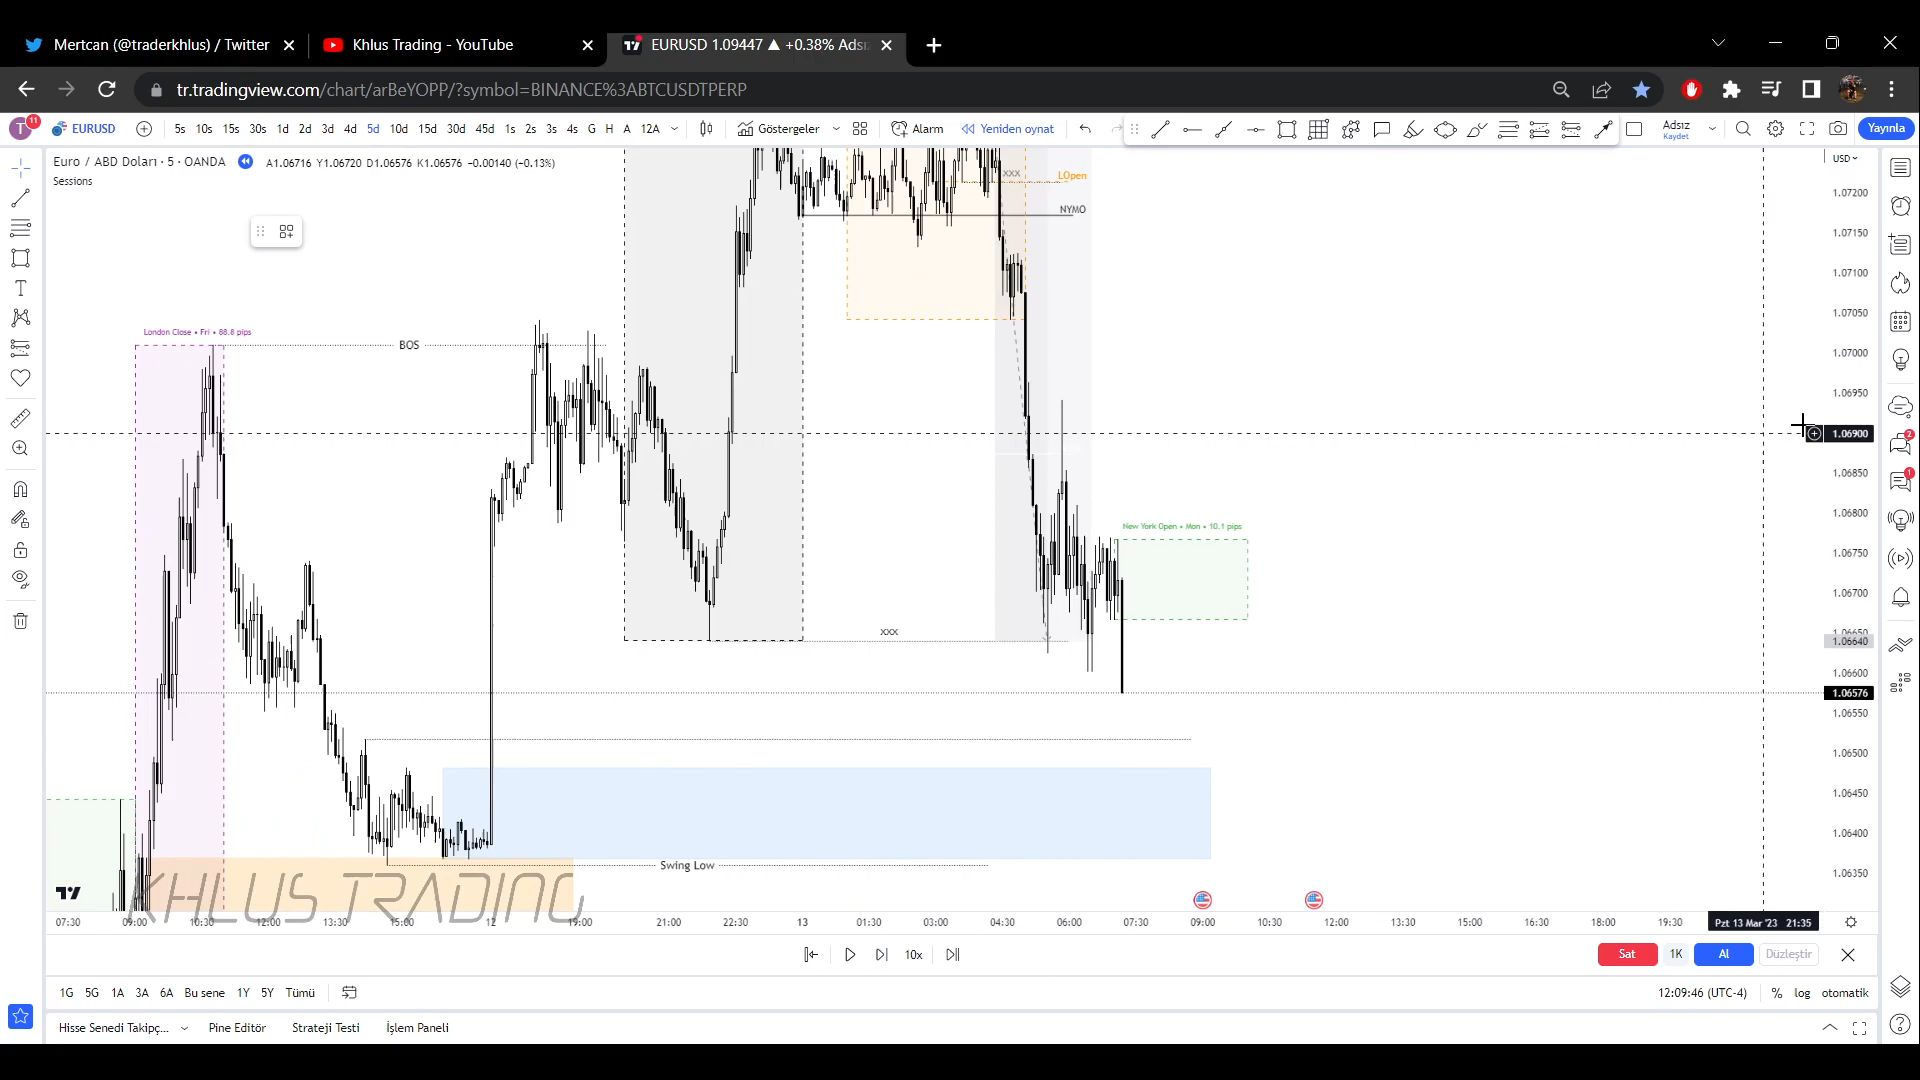 Mertcan (@traderkhlus) / Twitter
Khlus Trading - YouTube
EURUSD 1.09447 ▲ +0.38% Adsı
tr.tradingview.com/chart/arBeYOPP/?symbol=BINANCE%3ABTCUSDTPERP
T 11 EURUSD 5s 10s 15s 30s 1d 2d 3d 4d 5d 10d 15d 30d 45d 1s 2s 3s 4s G H A 12A Göstergeler Alarm Yeniden oynat Adsız Kaydet Yayınla
Euro / ABD Doları · 5 · OANDA A1.06716 Y1.06720 D1.06576 K1.06576 −0.00140 (−0.13%)
USD
Sessions
XXX LOpen
1.07200
NYMO
1.07150
1.07100
1.07050
London Close • Fri • 88.8 pips
BOS
1.07000
1.06950
1.06900
2
1.06850
1
1.06800
New York Open • Mon • 10.1 pips
1.06750
1.06700
XXX
1.06650
1.06640
1.06600
1.06576
1.06550
1.06500
1.06450
1.06400
Swing Low
1.06350
KHLUS TRADING
07:30 09:00 10:30 12:00 13:30 15:00 12 19:00 21:00 22:30 13 01:30 03:00 04:30 06:00 07:30 09:00 10:30 12:00 13:30 15:00 16:30 18:00 19:30 Pzt 13 Mar '23 21:35
10x Sat 1K Al Düzleştir
1G 5G 1A 3A 6A Bu sene 1Y 5Y Tümü 12:09:46 (UTC-4) % log otomatik
Hisse Senedi Takipç... Pine Editör Strateji Testi İşlem Paneli